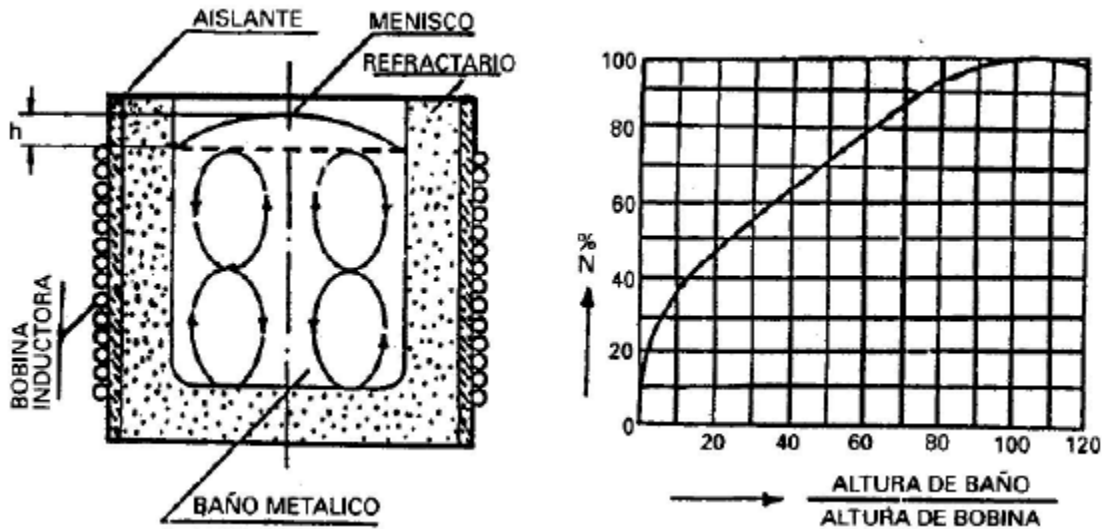 AISLANTE
MENISCO
REFRACTARIO
h
BOBINA
INDUCTORA
BAÑO METALICO
100
80
60
40
20
0
N %
20
40
60
80
100
120
ALTURA DE BAÑO
ALTURA DE BOBINA